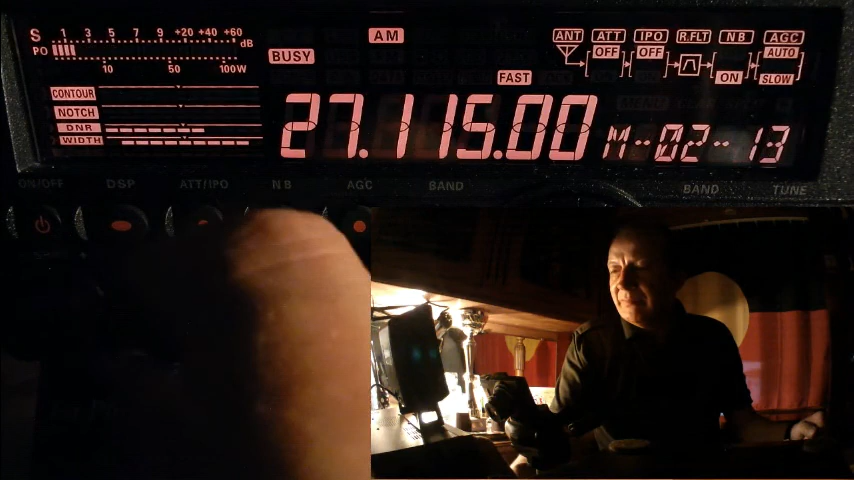 S 1 3 5 7 9 +20 +40 +60 dB
PO 10 50 100W
BUSY
AM
FAST
ANT ATT IPO R.FLT NB AGC
OFF OFF AUTO
ON SLOW
CONTOUR
NOTCH
DNR
WIDTH
27.115.00
M-02-13
ON/OFF DSP ATT/IPO NB AGC BAND BAND TUNE